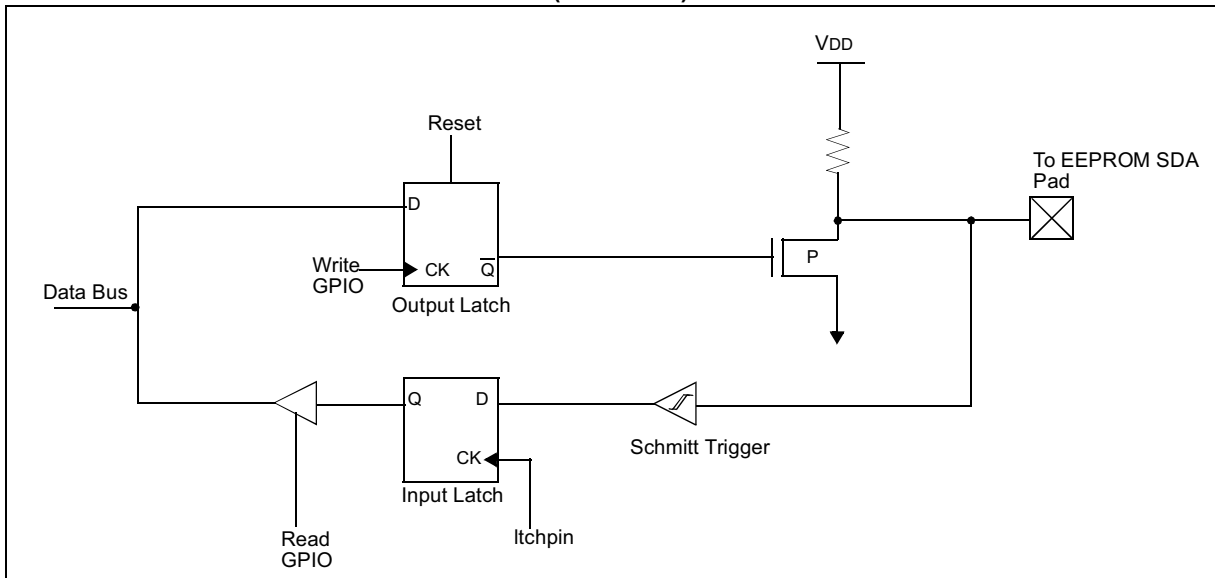 VDD
Reset
To EEPROM SDA
Pad
D
P
Write
GPIO
CK
Q
Data Bus
Output Latch
Q
D
Schmitt Trigger
CK
Input Latch
Read
GPIO
ltchpin